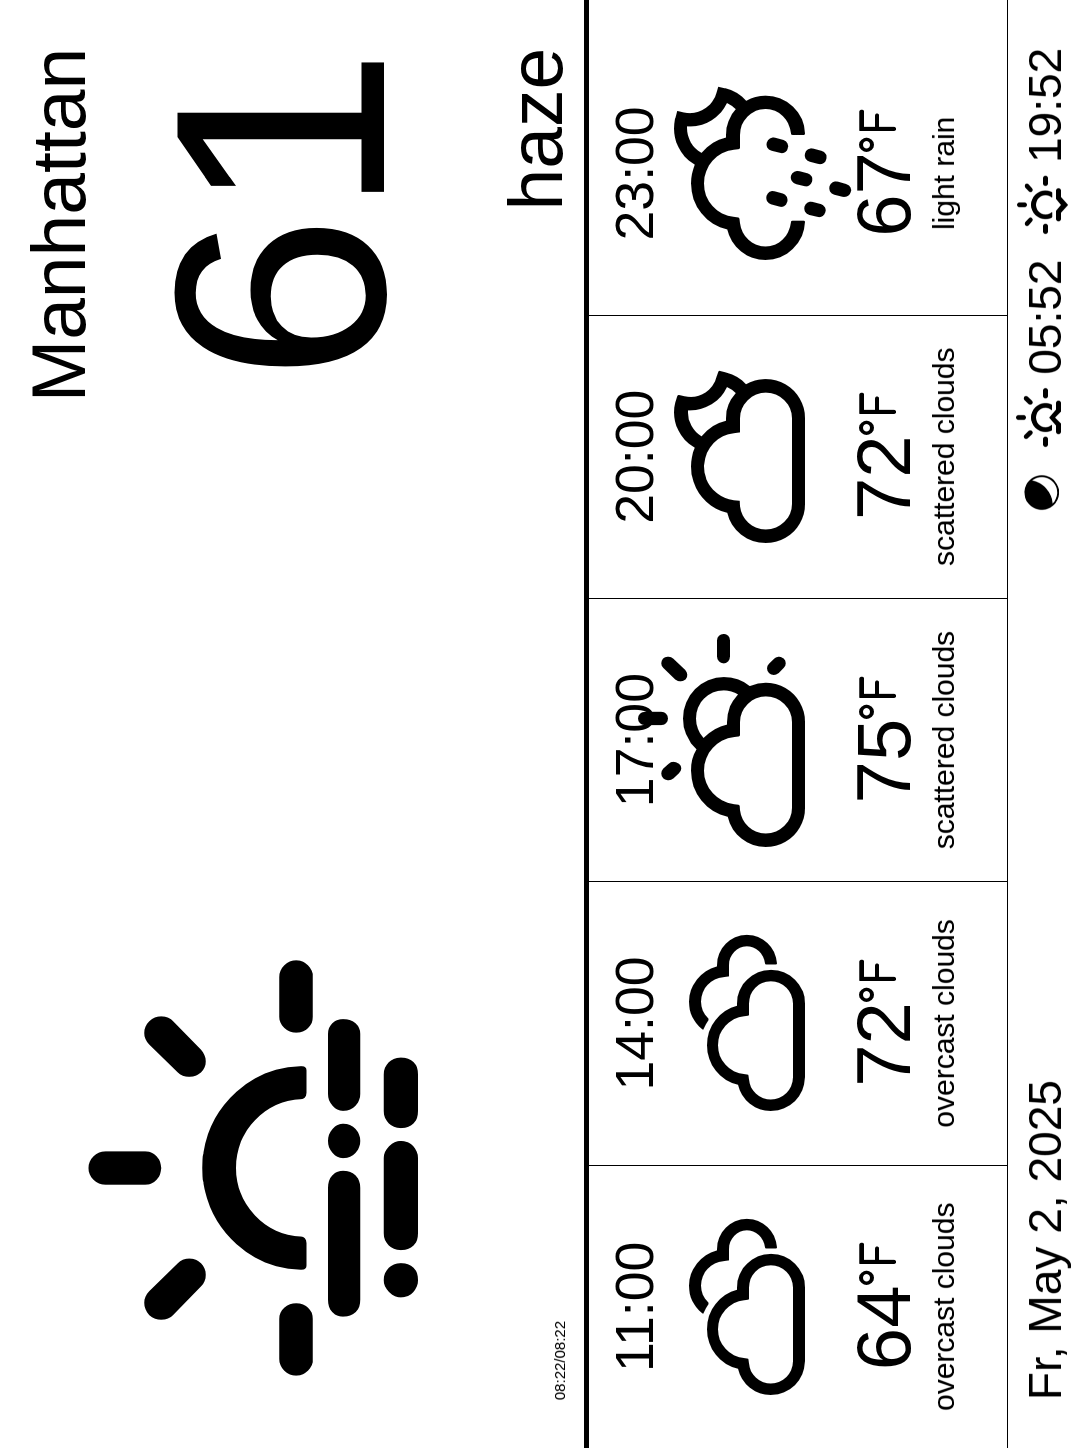 Manhattan
61
haze
08:22/08:22
11:00
64°F
overcast clouds
14:00
72°F
overcast clouds
17:00
75°F
scattered clouds
20:00
72°F
scattered clouds
23:00
67°F
light rain
Fr, May 2, 2025
05:52
19:52